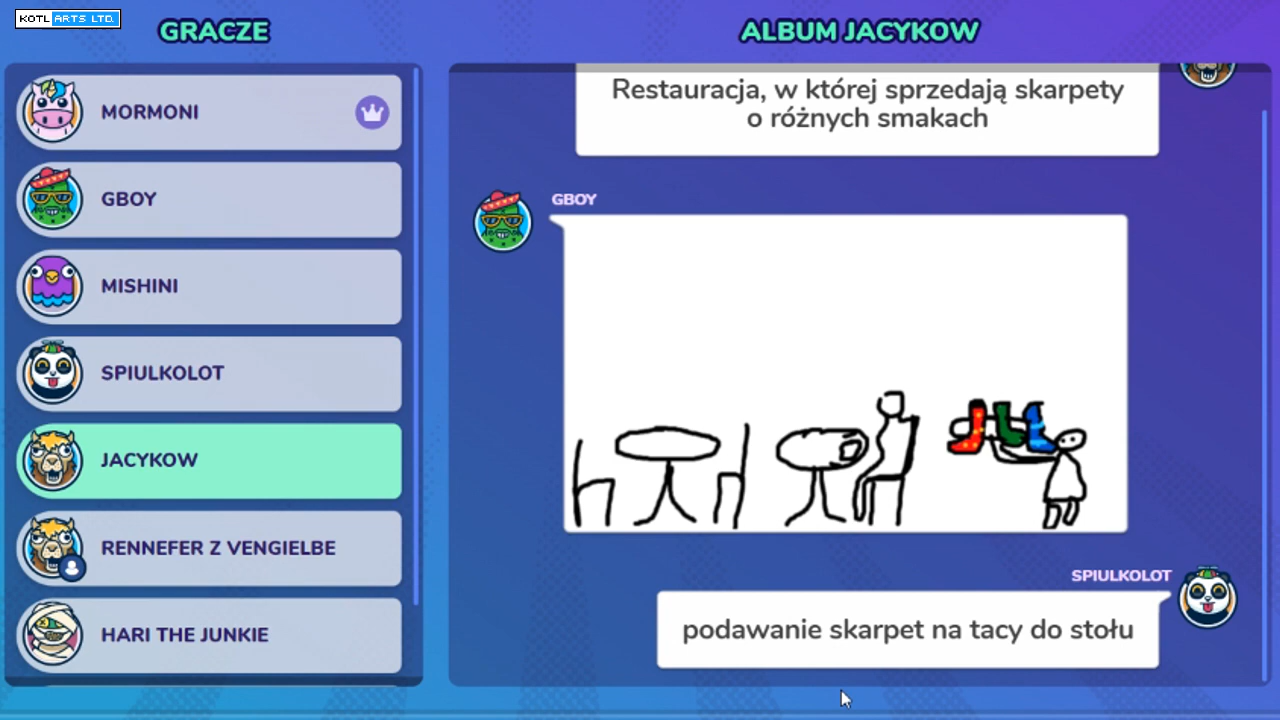 KOTL ARTS LTD.
GRACZE
ALBUM JACYKOW
MORMONI
GBOY
MISHINI
SPIULKOLOT
JACYKOW
RENNEFER Z VENGIELBE
HARI THE JUNKIE
Restauracja, w której sprzedają skarpety
o różnych smakach
GBOY
SPIULKOLOT
podawanie skarpet na tacy do stołu